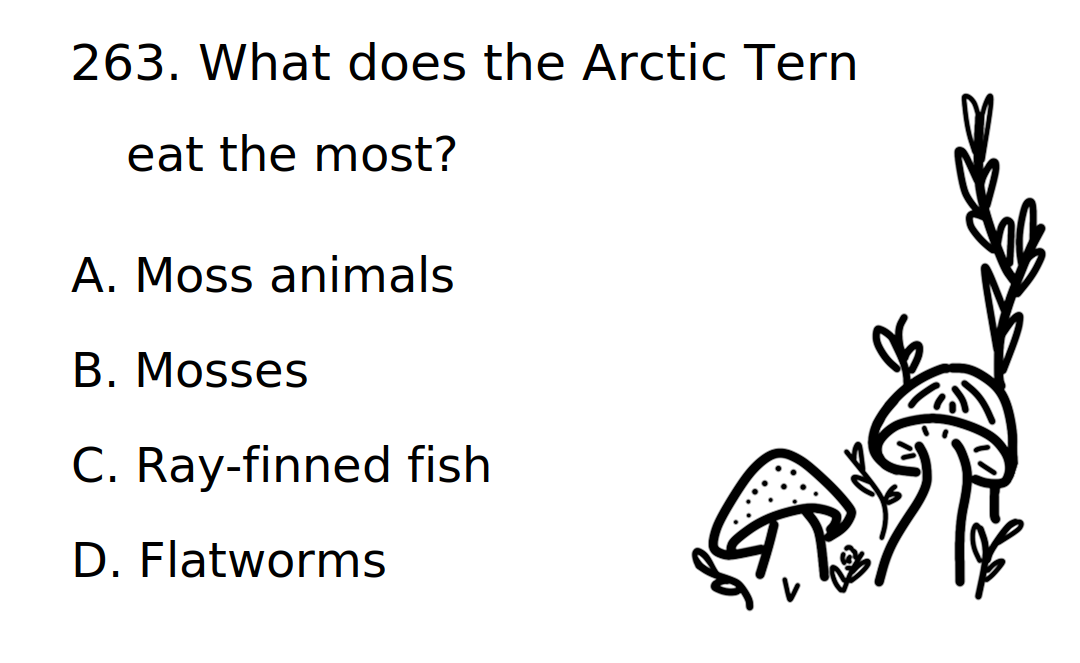 263. What does the Arctic Tern
eat the most?
A. Moss animals
B. Mosses
C. Ray-finned fish
D. Flatworms